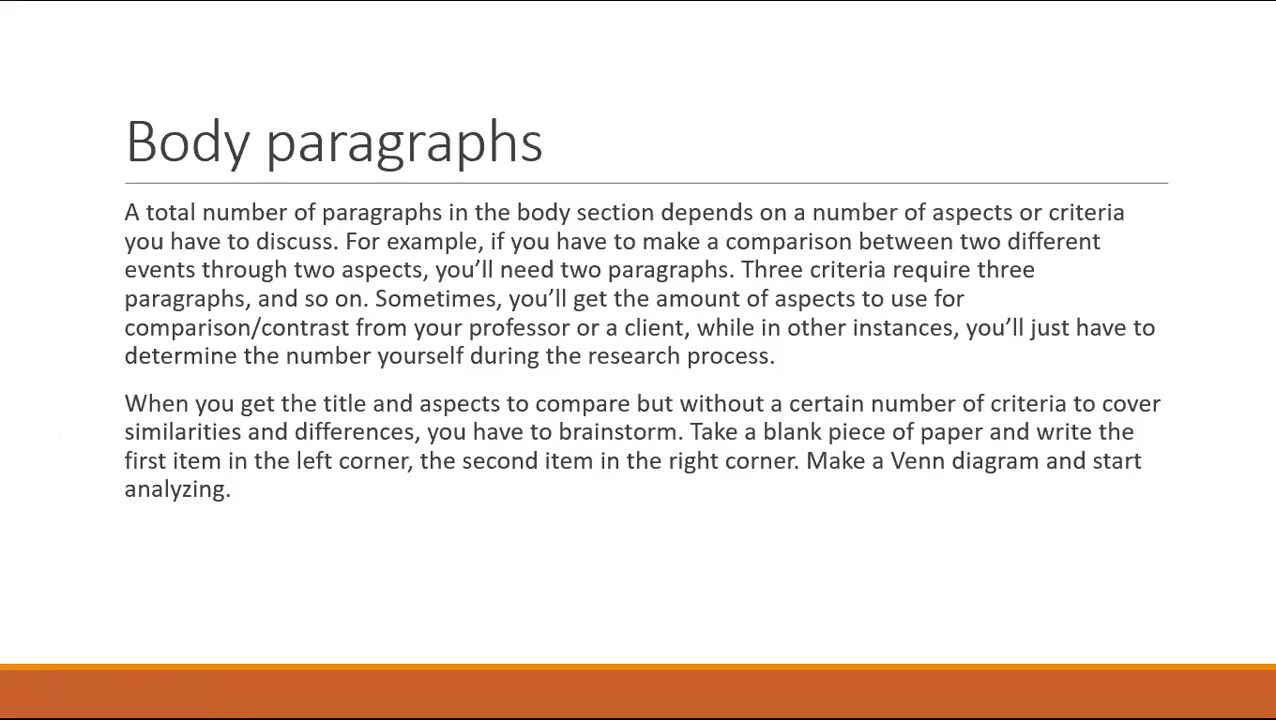 Body paragraphs
A total number of paragraphs in the body section depends on a number of aspects or criteria
you have to discuss. For example, if you have to make a comparison between two different
events through two aspects, you’ll need two paragraphs. Three criteria require three
paragraphs, and so on. Sometimes, you’ll get the amount of aspects to use for
comparison/contrast from your professor or a client, while in other instances, you’ll just have to
determine the number yourself during the research process.
When you get the title and aspects to compare but without a certain number of criteria to cover
similarities and differences, you have to brainstorm. Take a blank piece of paper and write the
first item in the left corner, the second item in the right corner. Make a Venn diagram and start
analyzing.